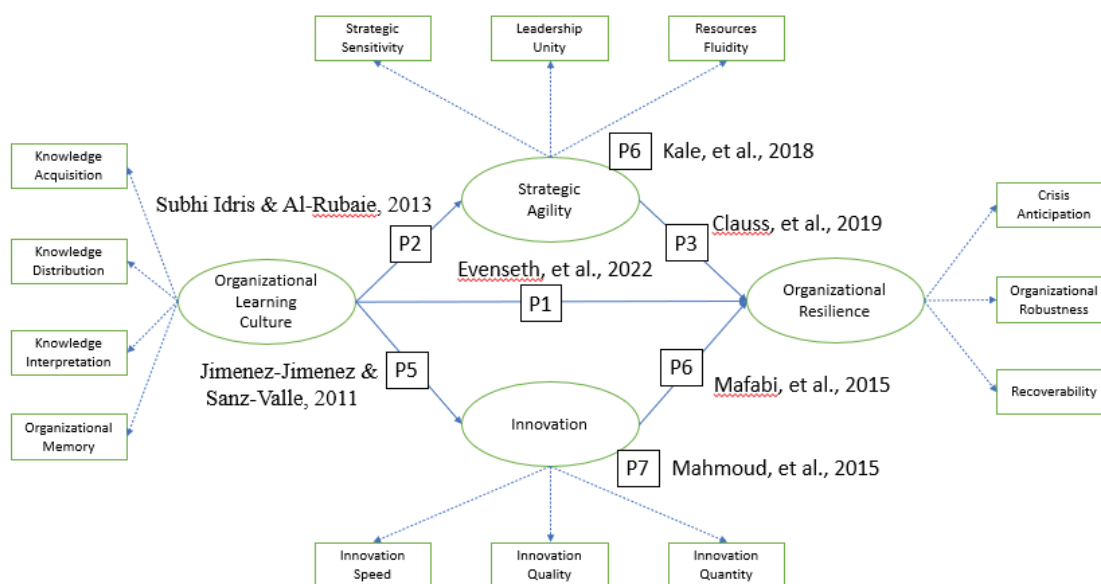 Strategic
Sensitivity
Leadership
Unity
Resources
Fluidity
P6
Kale, et al., 2018
Knowledge
Acquisition
Strategic
Agility
Subhi Idris & Al-Rubaie, 2013
Crisis
Anticipation
P2
P3
Clauss, et al., 2019
Knowledge
Distribution
Evenseth, et al., 2022
Organizational
Learning
Culture
P1
Organizational
Resilience
Organizational
Robustness
Knowledge
Interpretation
Jimenez-Jimenez &
Sanz-Valle, 2011
P5
P6
Mafabi, et al., 2015
Recoverability
Organizational
Memory
Innovation
P7
Mahmoud, et al., 2015
Innovation
Speed
Innovation
Quality
Innovation
Quantity